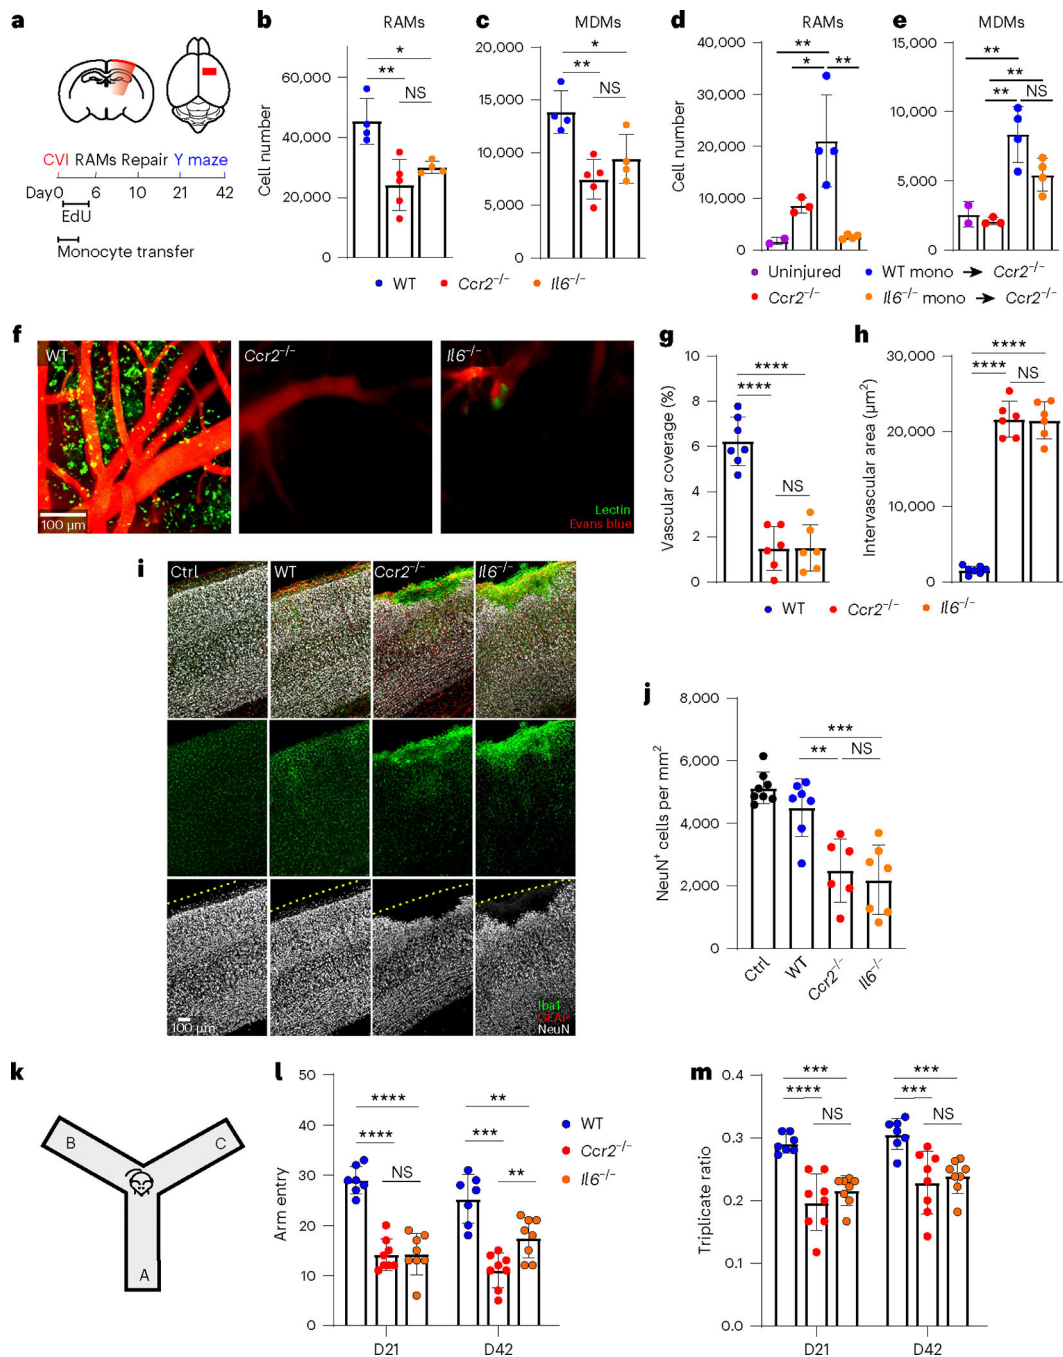 a
CVI RAMs Repair Y maze
Day 0 6 10 21 42
EdU
Monocyte transfer
b
RAMs
Cell number
60,000
40,000
20,000
0
*
**
NS
c
MDMs
20,000
15,000
10,000
5,000
0
*
**
NS
WT Ccr2−/− Il6−/−
d
RAMs
Cell number
40,000
30,000
20,000
10,000
0
**
* **
e
MDMs
15,000
10,000
5,000
0
**
**
** NS
Uninjured WT mono → Ccr2−/−
Ccr2−/− Il6−/− mono → Ccr2−/−
f
WT
Ccr2−/−
Il6−/−
100 µm
Lectin
Evans blue
g
Vascular coverage (%)
10
8
6
4
2
0
****
****
NS
h
Intervascular area (µm2)
30,000
20,000
10,000
0
****
**** NS
WT Ccr2−/− Il6−/−
i
Ctrl WT Ccr2−/− Il6−/−
Iba1
GFAP
100 µm NeuN
j
NeuN+ cells per mm2
8,000
6,000
4,000
2,000
0
***
** NS
Ctrl WT Ccr2−/− Il6−/−
k
B C
A
l
Arm entry
50
40
30
20
10
0
**** **
**** ***
NS **
D21 D42
WT
Ccr2−/−
Il6−/−
m
Triplicate ratio
0.4
0.3
0.2
0.1
0.0
*** ***
**** ***
NS NS
D21 D42